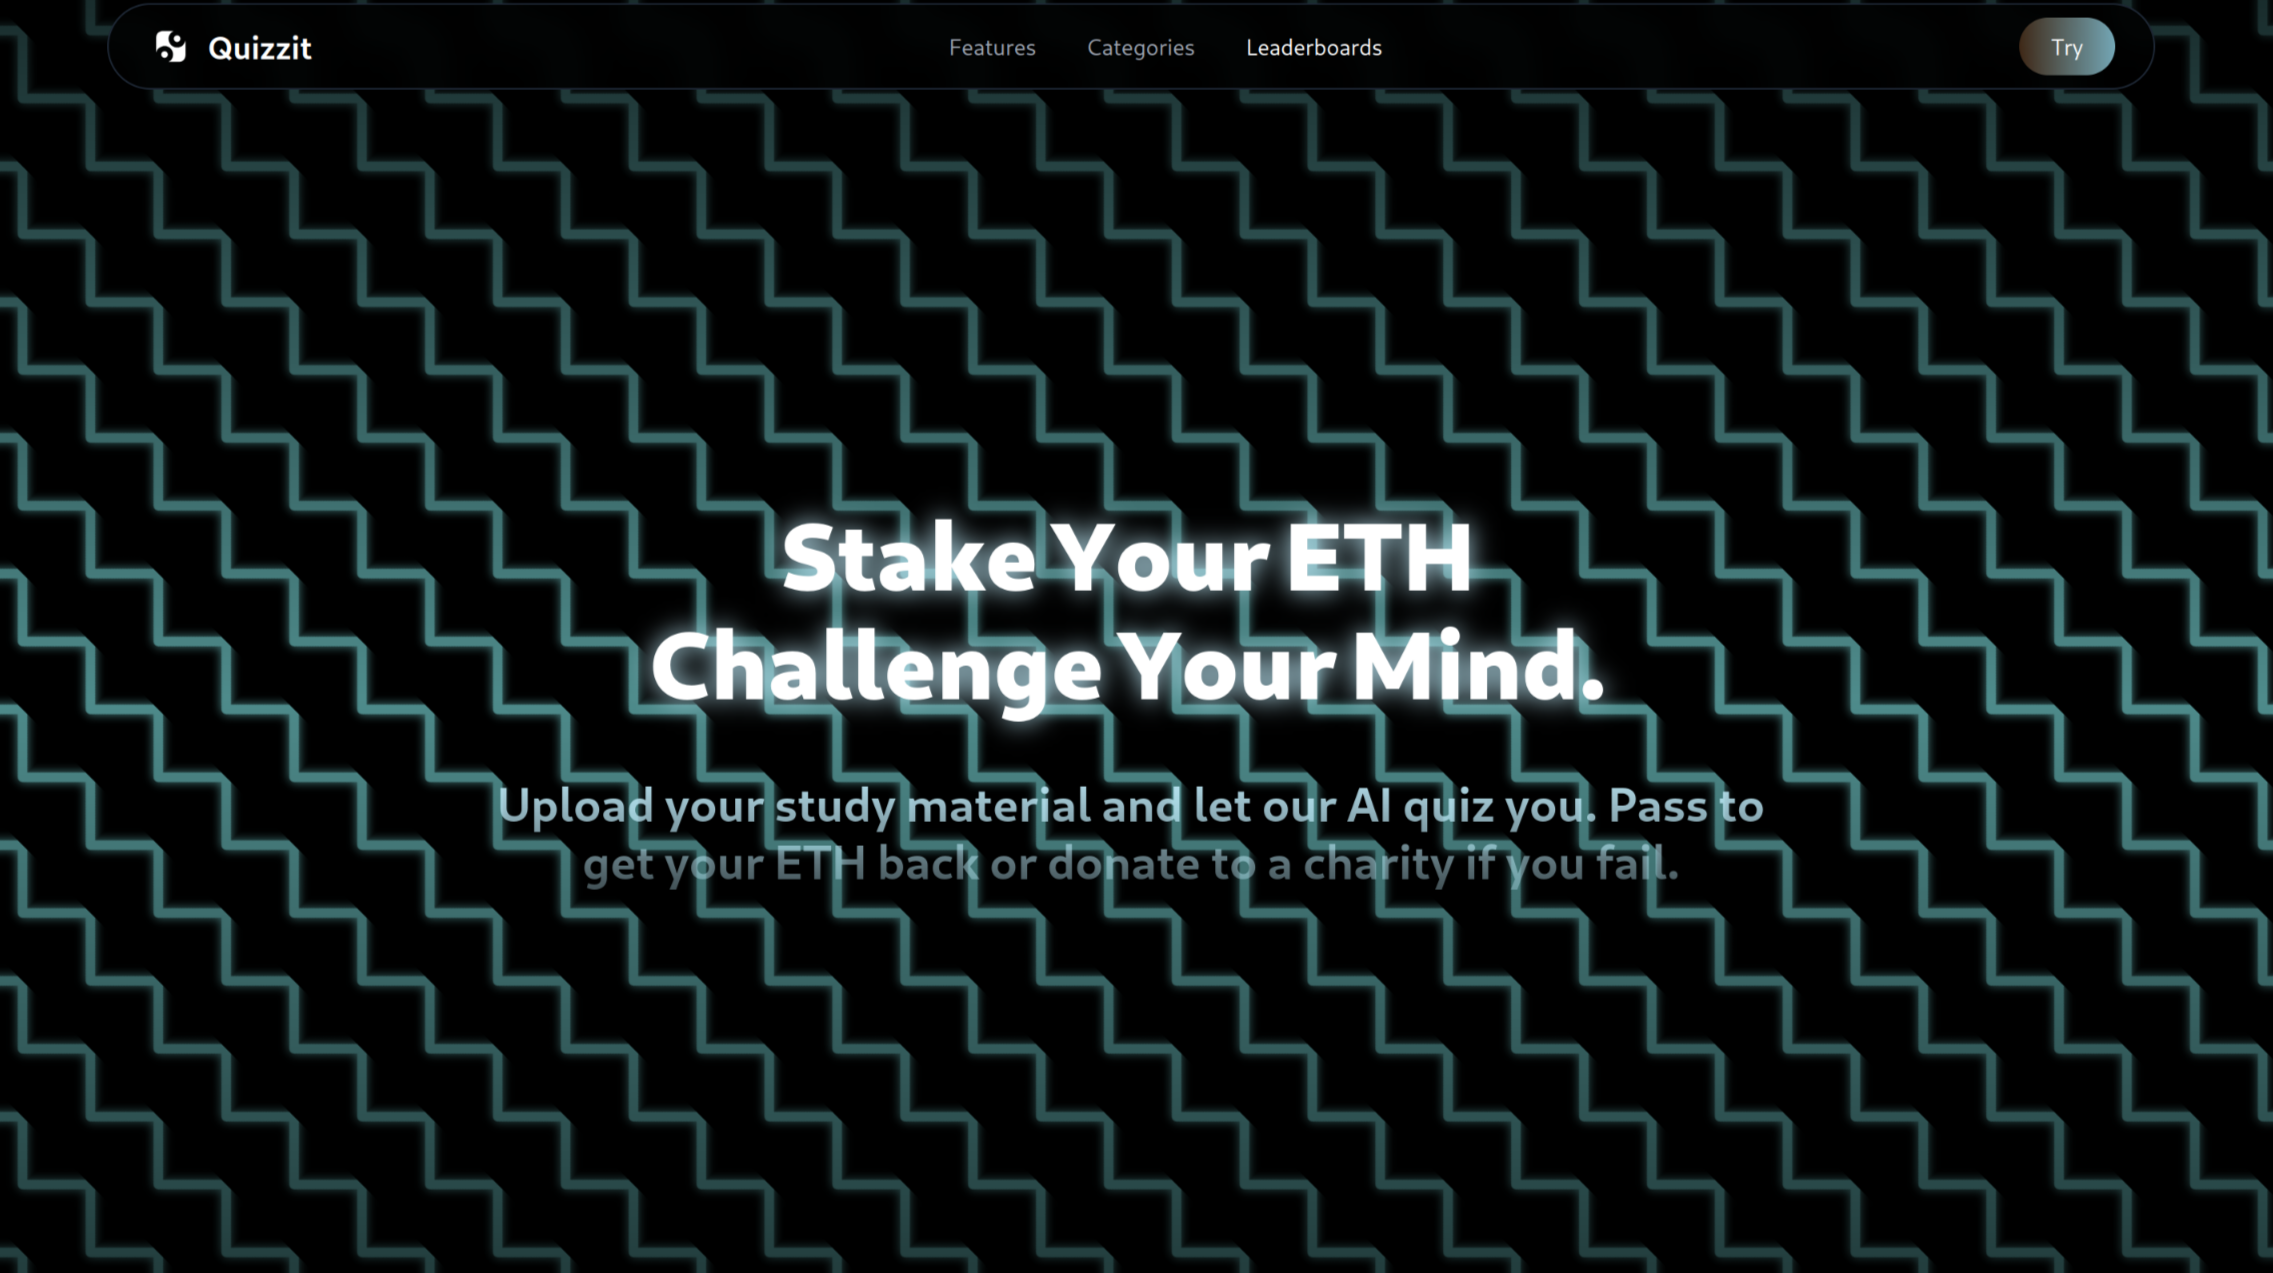 Quizzit
Features
Categories
Leaderboards
Try
Stake Your ETH
Challenge Your Mind.
Upload your study material and let our AI quiz you. Pass to
get your ETH back or donate to a charity if you fail.